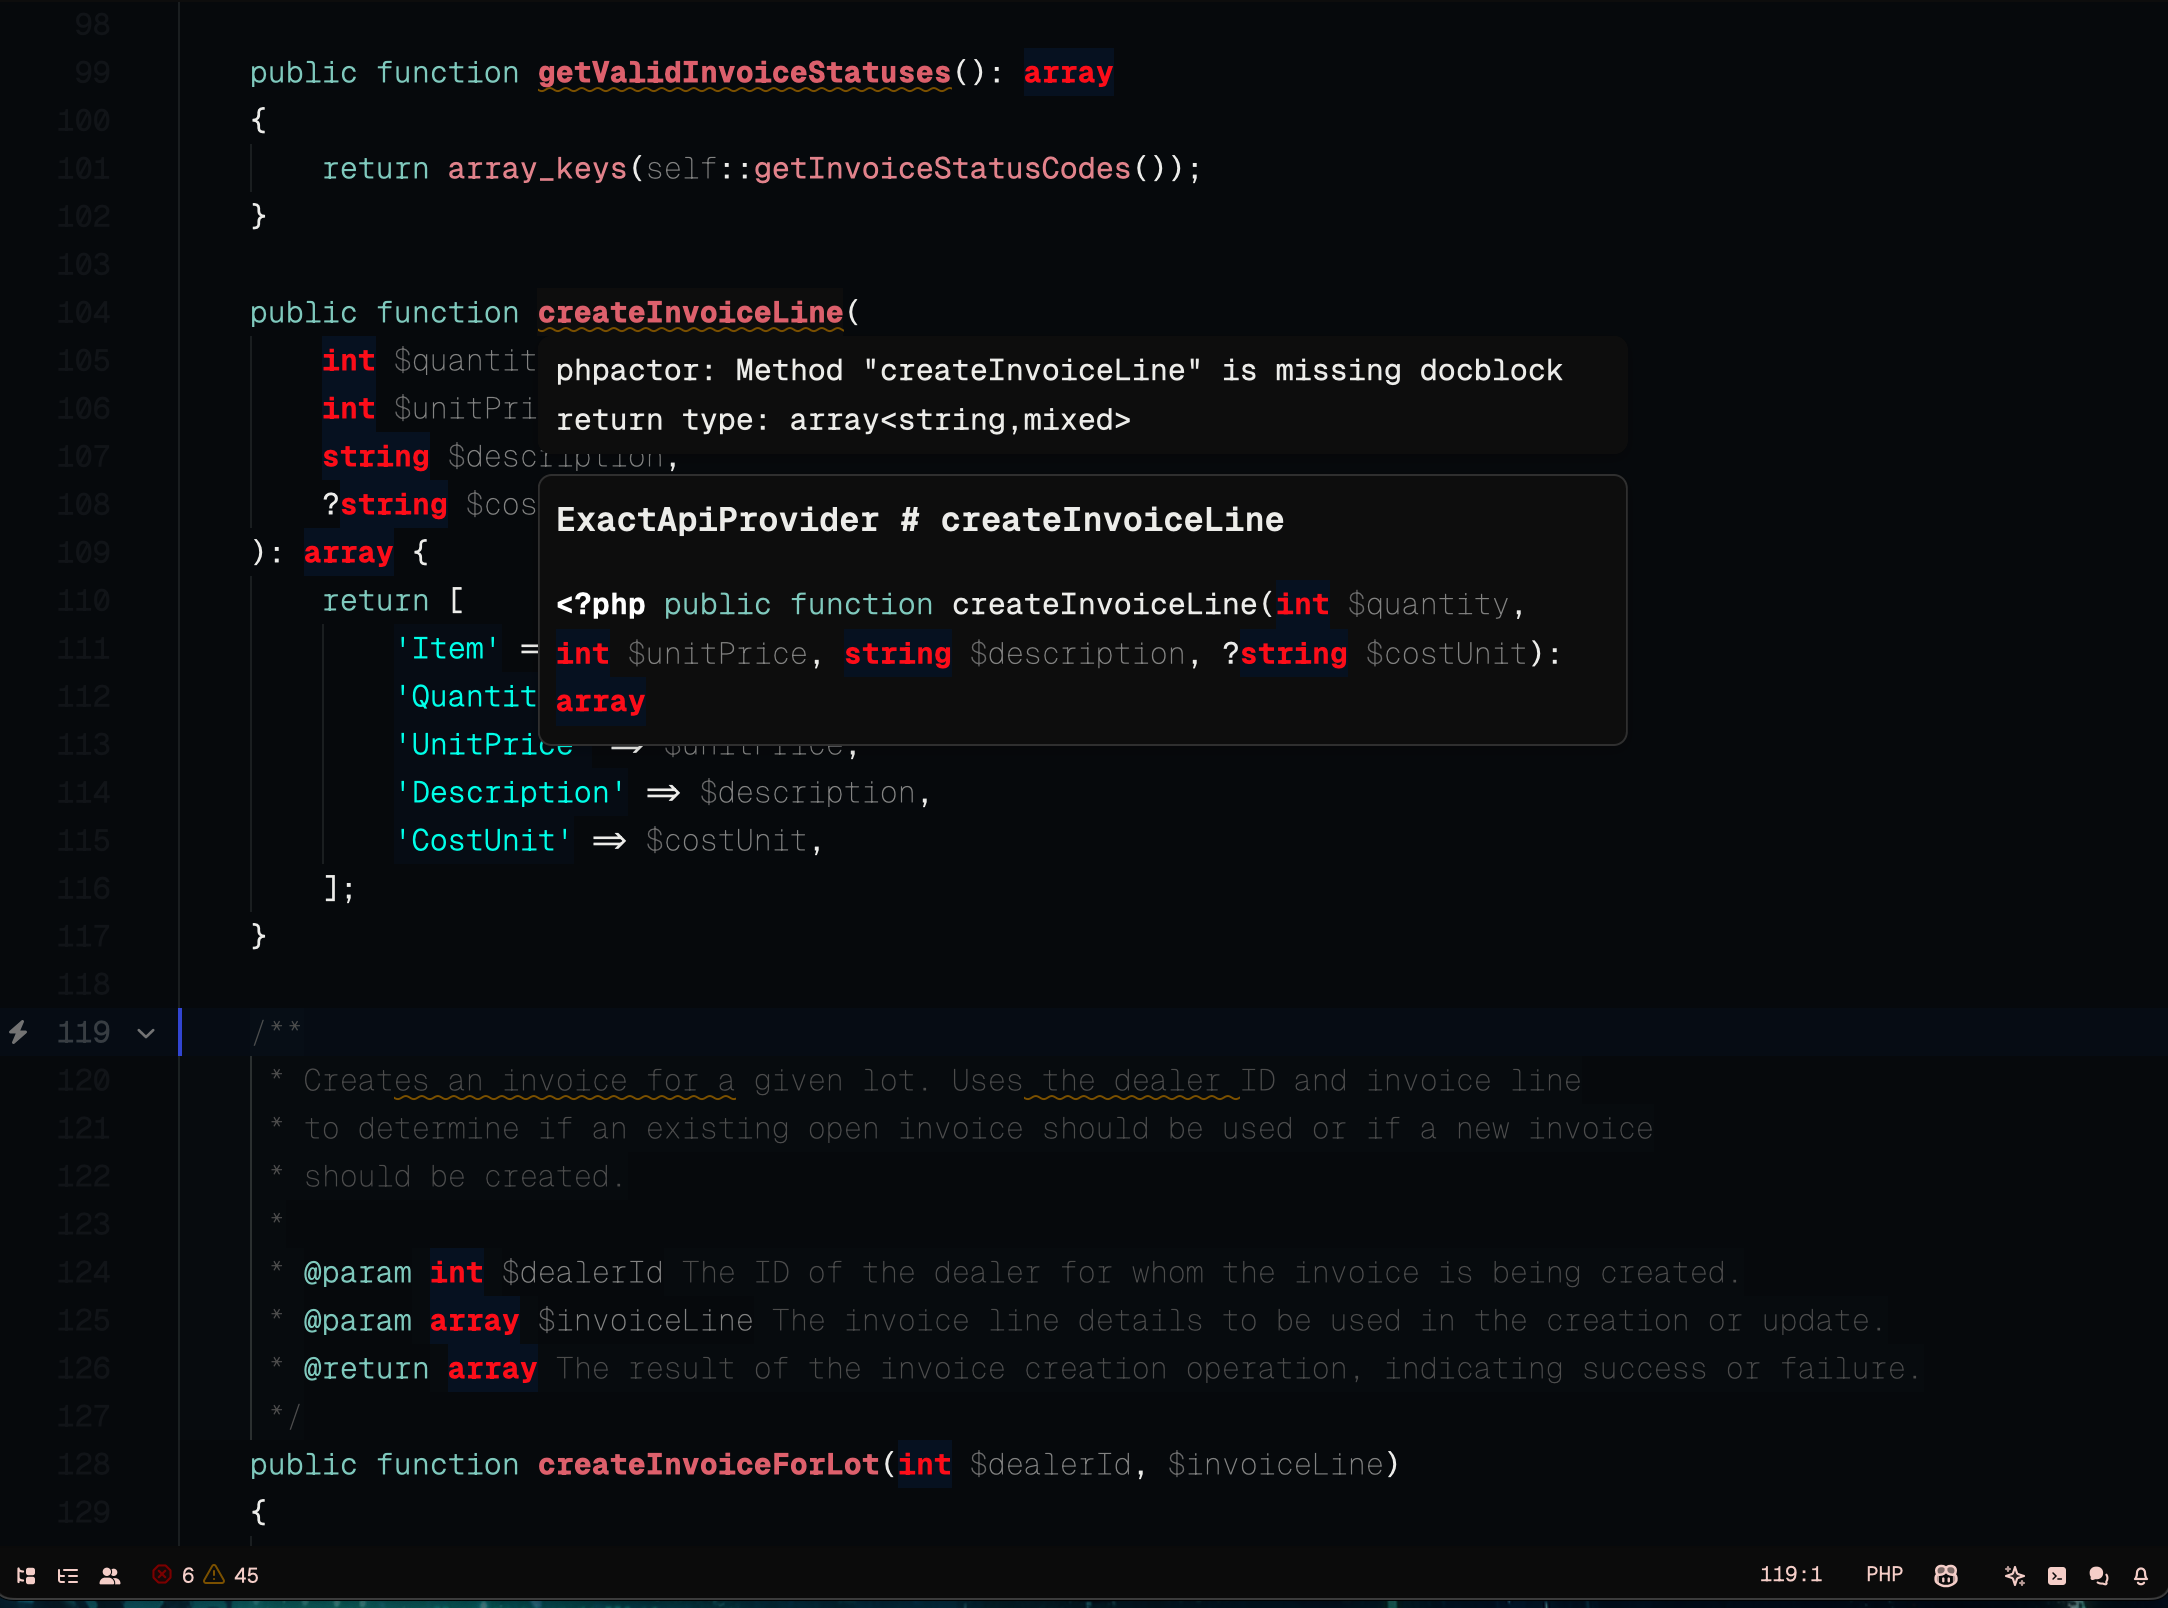 98
99 public function getValidInvoiceStatuses(): array
100 {
101 return array_keys(self::getInvoiceStatusCodes());
102 }
103
104 public function createInvoiceLine(
105 int $quantit
phpactor: Method "createInvoiceLine" is missing docblock
106 int $unitPri
return type: array<string,mixed>
107 string $description,
108 ?string $cos
ExactApiProvider # createInvoiceLine
109 ): array {
110 return [
<?php public function createInvoiceLine(int $quantity,
111 'Item' =
int $unitPrice, string $description, ?string $costUnit):
112 'Quantit
array
113 'UnitPrice' => $unitPrice,
114 'Description' => $description,
115 'CostUnit' => $costUnit,
116 ];
117 }
118
119 /**
120 * Creates an invoice for a given lot. Uses the dealer ID and invoice line
121 * to determine if an existing open invoice should be used or if a new invoice
122 * should be created.
123 *
124 * @param int $dealerId The ID of the dealer for whom the invoice is being created.
125 * @param array $invoiceLine The invoice line details to be used in the creation or update.
126 * @return array The result of the invoice creation operation, indicating success or failure.
127 */
128 public function createInvoiceForLot(int $dealerId, $invoiceLine)
129 {
6 45 119:1 PHP